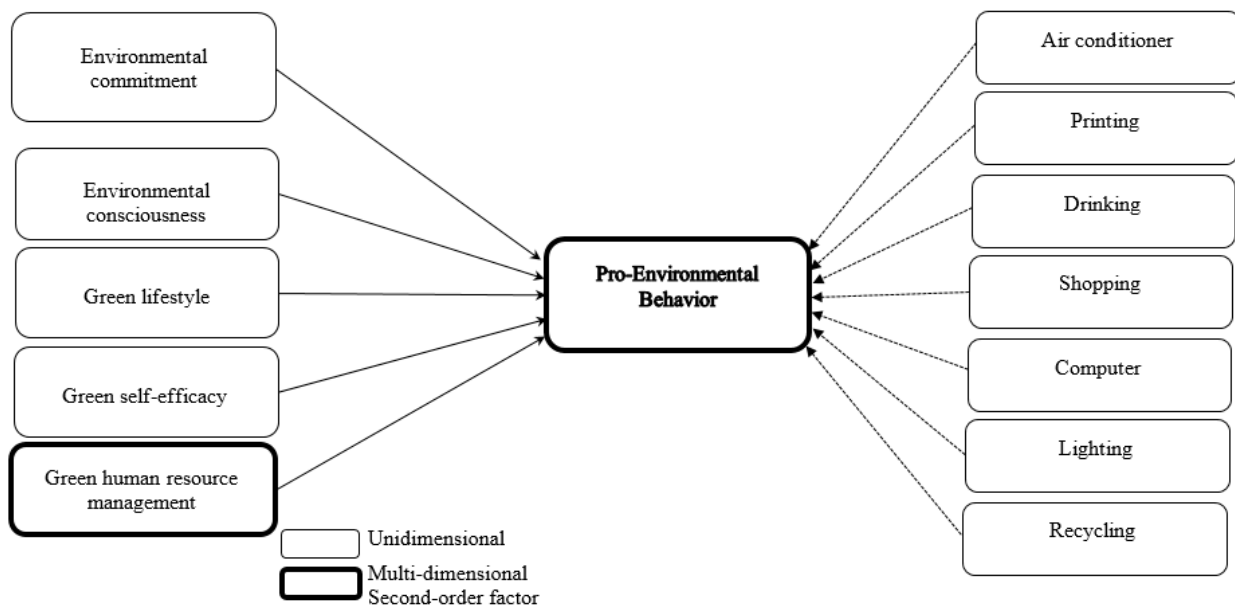 Environmental
commitment
Environmental
consciousness
Green lifestyle
Green self-efficacy
Green human resource
management
Pro-Environmental
Behavior
Air conditioner
Printing
Drinking
Shopping
Computer
Lighting
Recycling
Unidimensional
Multi-dimensional
Second-order factor